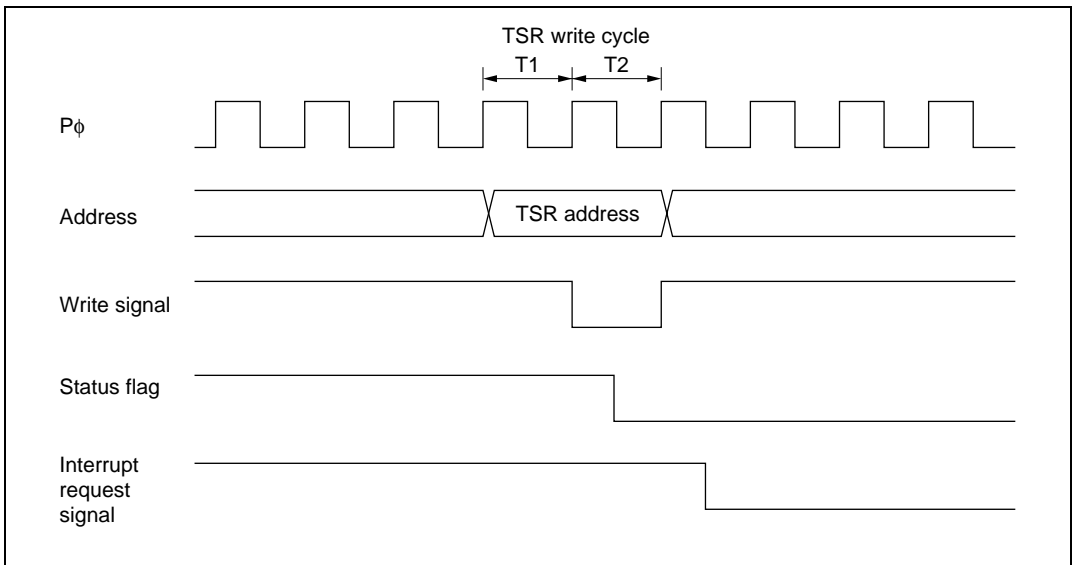 TSR write cycle
T1 T2
Pϕ
Address
TSR address
Write signal
Status flag
Interrupt
request
signal